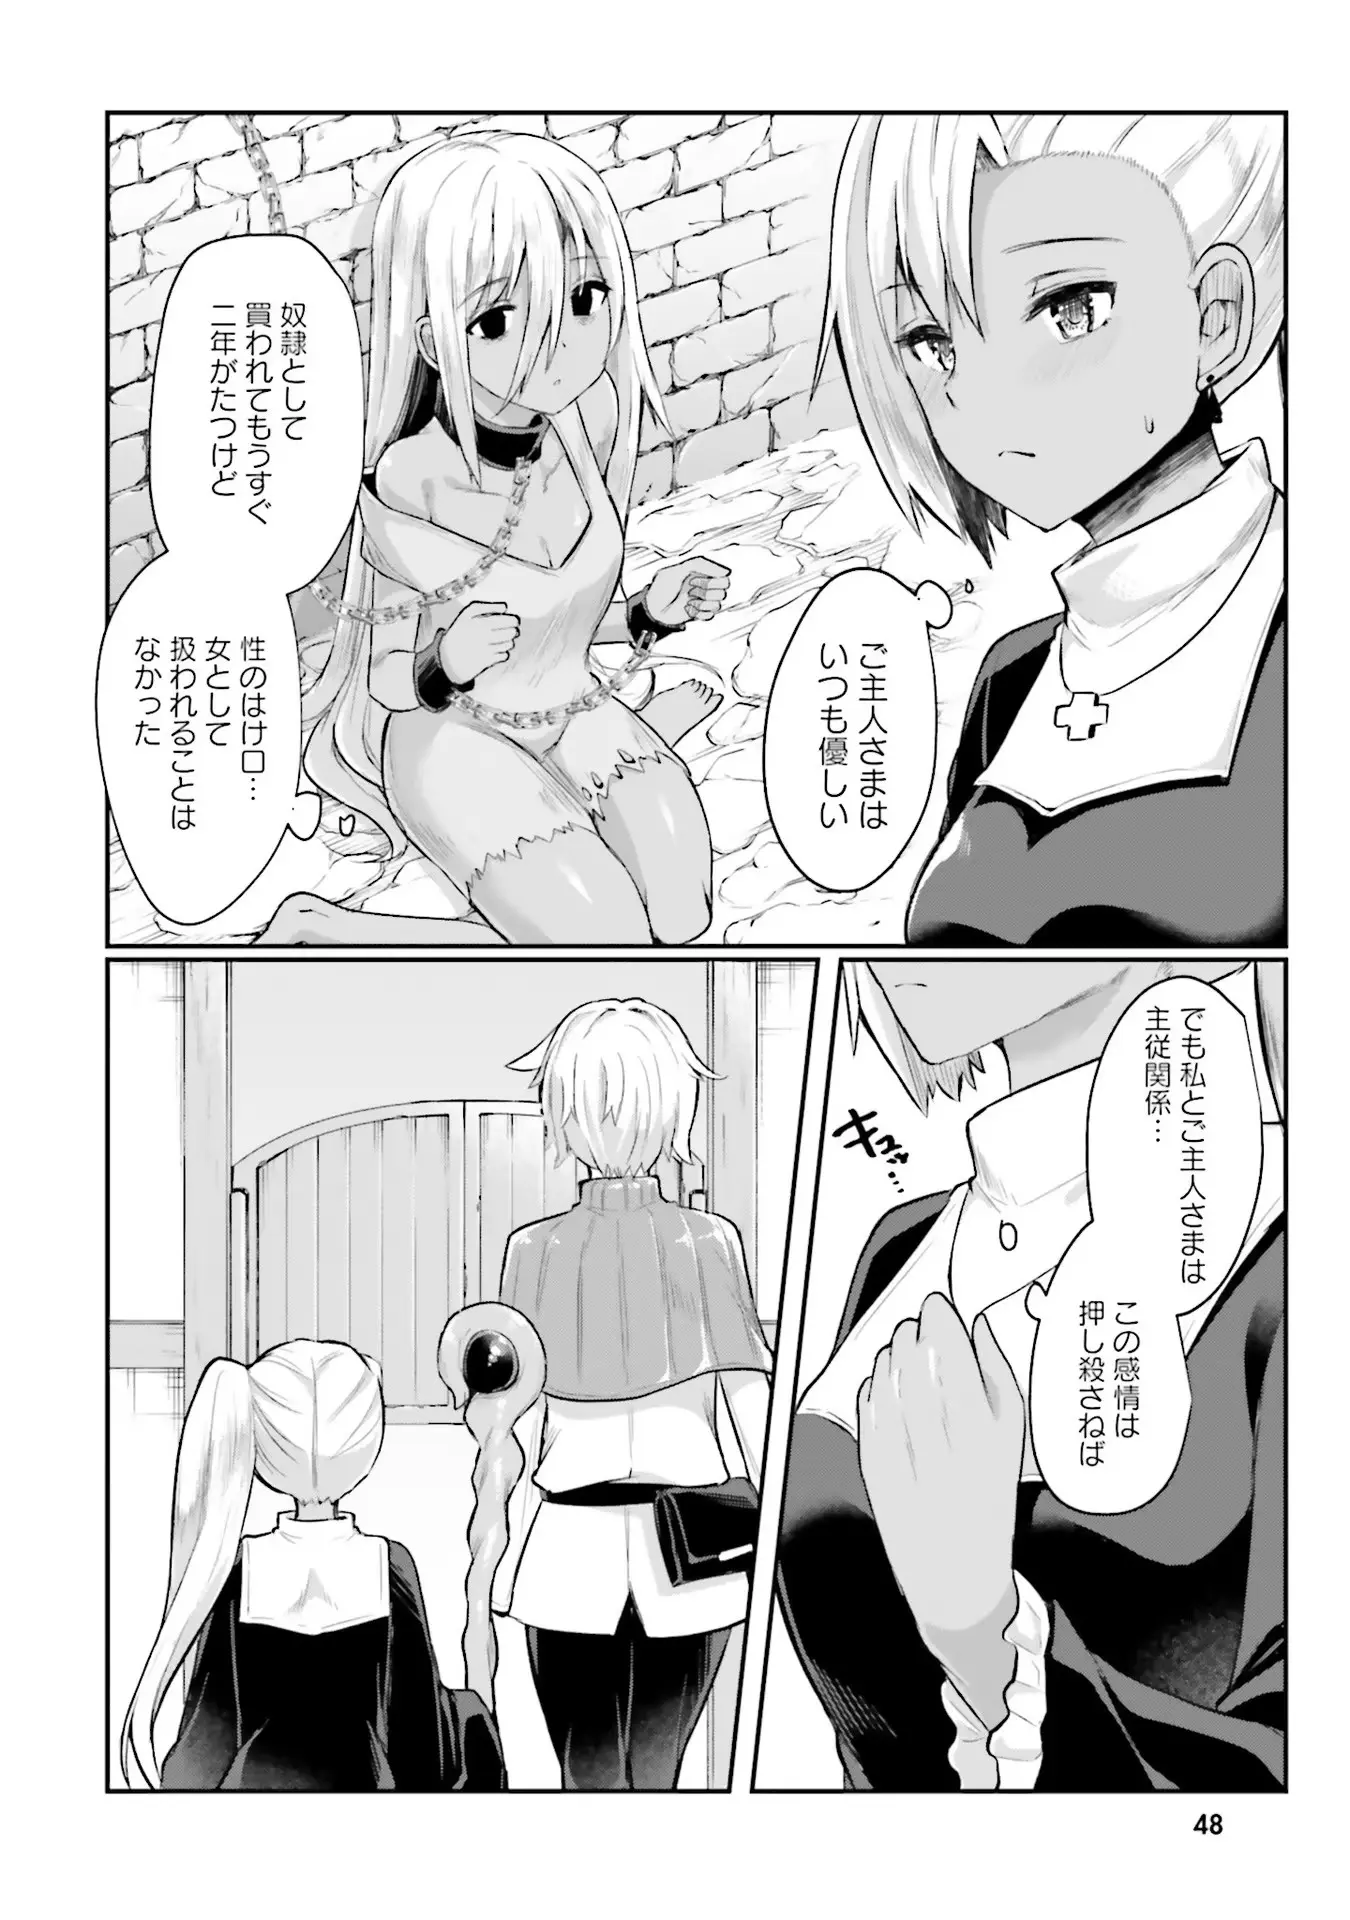 ご主人さまは
いつも優しい
奴隷として
買われてもうすぐ
二年がたつけど
性のはけ口…
女として
扱われることは
なかった
でも私とご主人さまは
主従関係…
この感情は
押し殺さねば
キュッ…
48